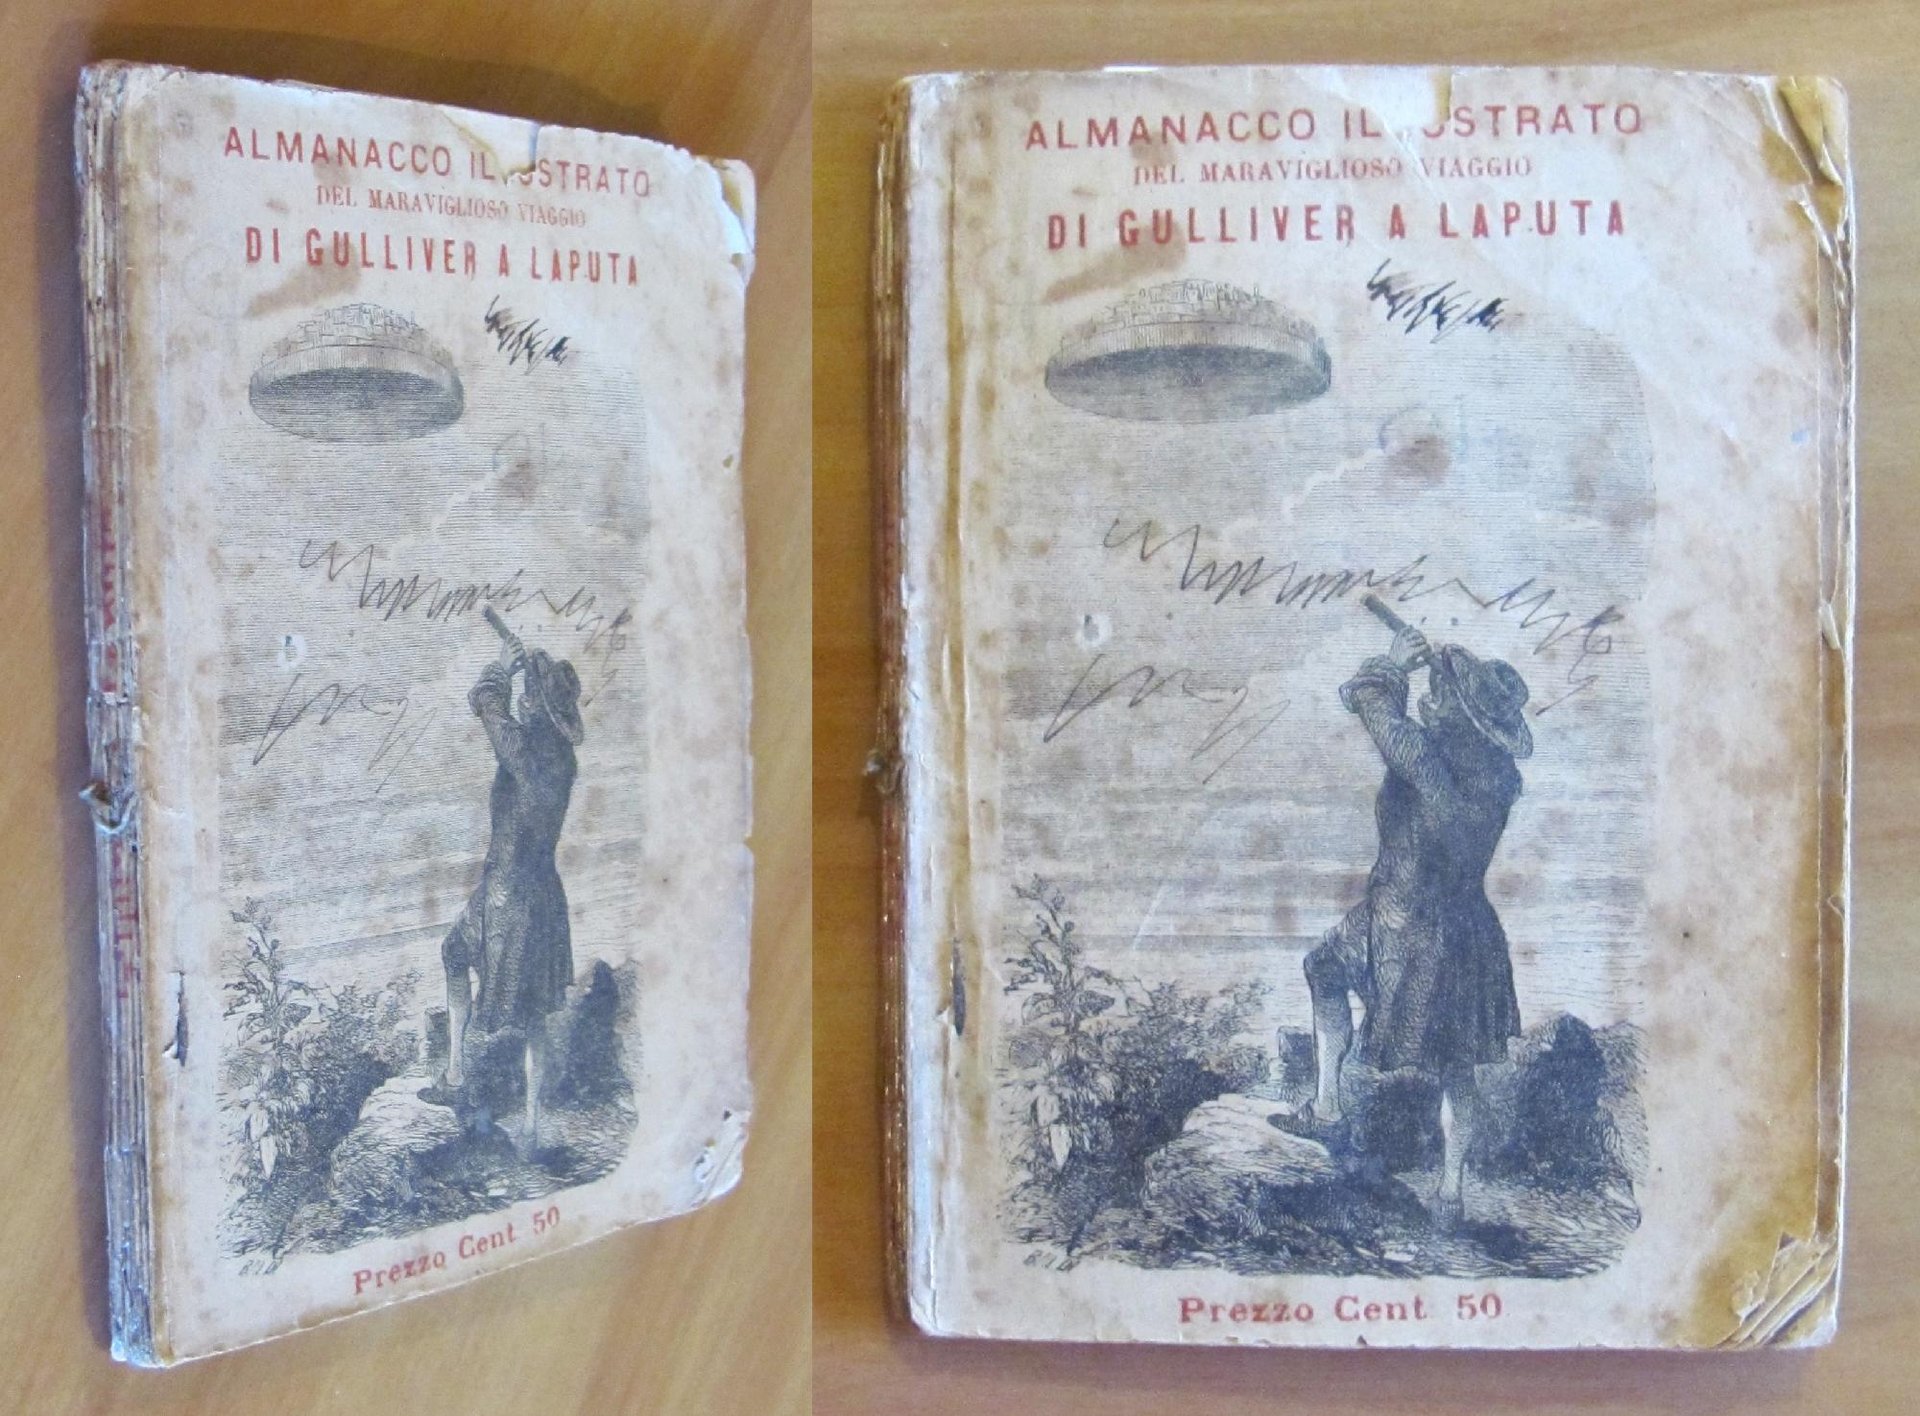 ALMANACCO ILLUSTRATO
DEL MARAVIGLIOSO VIAGGIO
DI GULLIVER A LAPUTA
Prezzo Cent. 50
ALMANACCO ILLUSTRATO
DEL MARAVIGLIOSO VIAGGIO
DI GULLIVER A LAPUTA
Prezzo Cent. 50